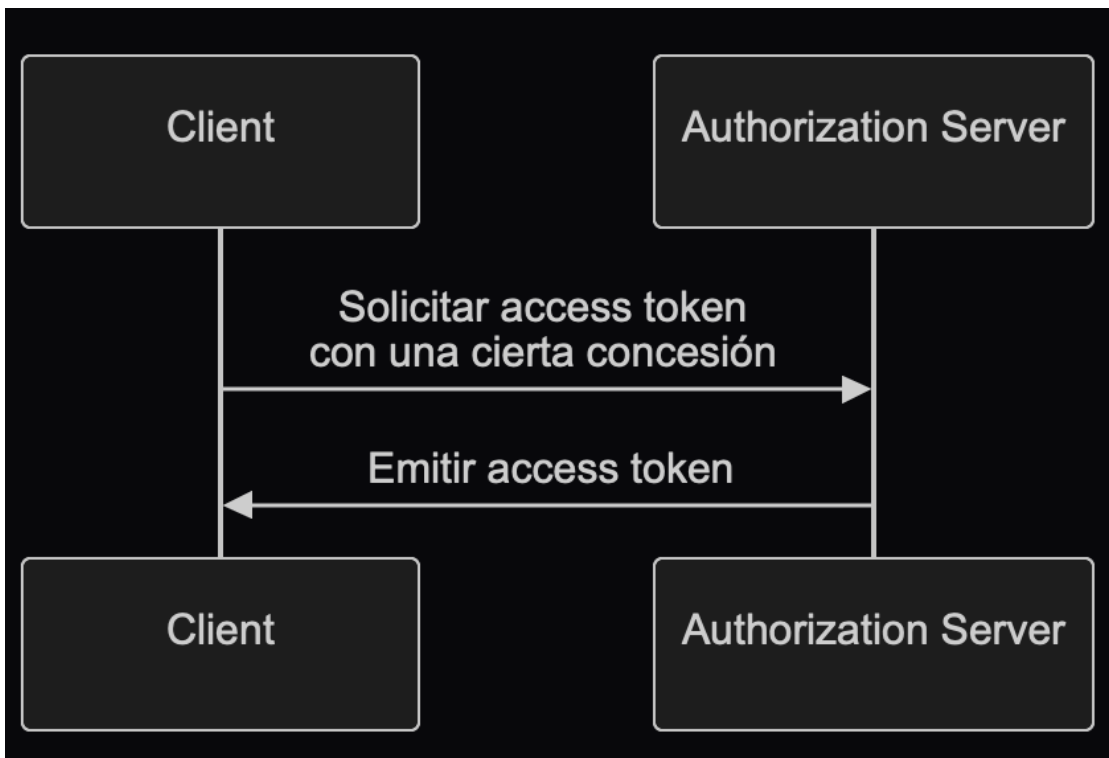 Client
Authorization Server
Solicitar access token
con una cierta concesión
Emitir access token
Client
Authorization Server